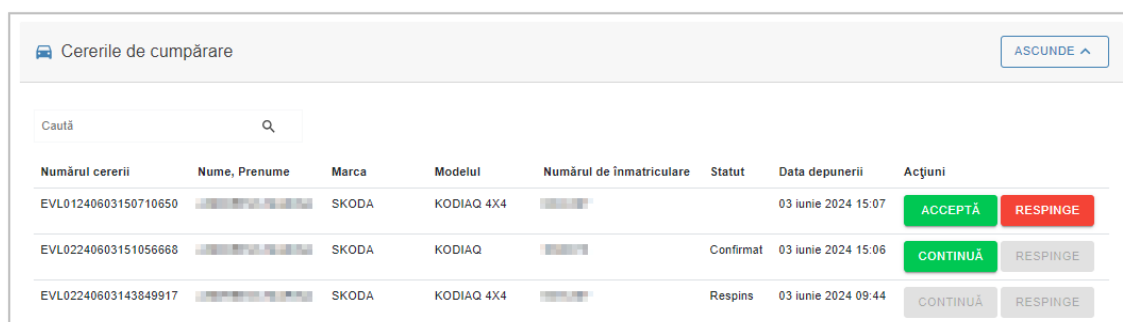 Cererile de cumpărare
ASCUNDE
Caută
Numărul cererii Nume, Prenume Marca Modelul Numărul de înmatriculare Statut Data depunerii Acțiuni
EVL01240603150710650 SKODA KODIAQ 4X4 03 iunie 2024 15:07 ACCEPTĂ RESPINGE
EVL02240603151056668 SKODA KODIAQ Confirmat 03 iunie 2024 15:06 CONTINUĂ RESPINGE
EVL02240603143849917 SKODA KODIAQ 4X4 Respins 03 iunie 2024 09:44 CONTINUĂ RESPINGE